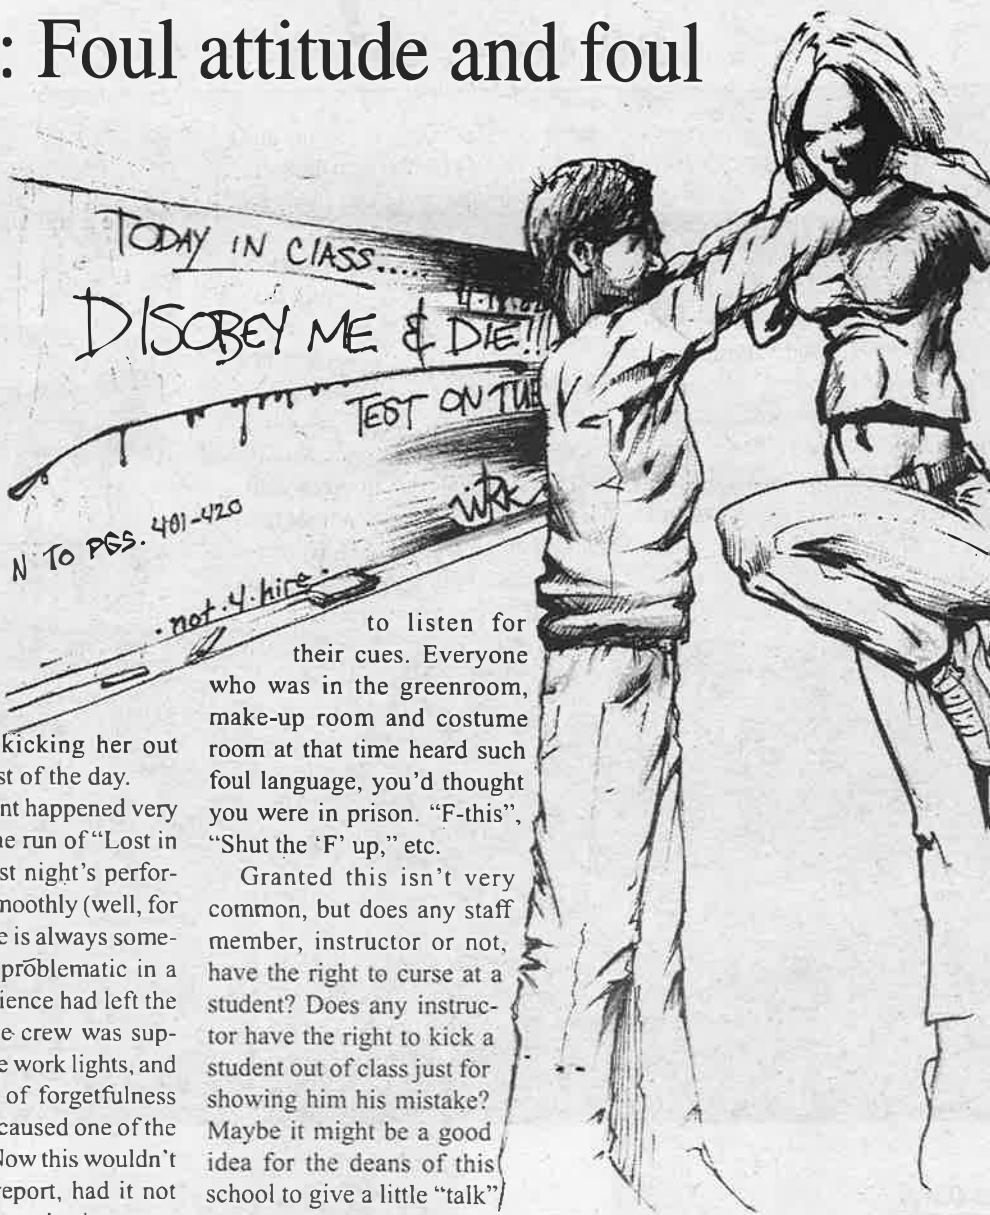 : Foul attitude and foul
TODAY IN CLASS.....
DISOBEY ME & DIE!!!
TEST ON TUE
N TO PGS. 401-420
.not.4.hire.
kicking her out
st of the day.
nt happened very
ne run of “Lost in
st night’s perfor-
moothly (well, for
e is always some-
problematic in a
ience had left the
e crew was sup-
e work lights, and
of forgetfulness
caused one of the
Now this wouldn’t
report, had it not
to listen for
their cues. Everyone
who was in the greenroom,
make-up room and costume
room at that time heard such
foul language, you’d thought
you were in prison. “F-this”,
“Shut the ‘F’ up,” etc.
Granted this isn’t very
common, but does any staff
member, instructor or not,
have the right to curse at a
student? Does any instruc-
tor have the right to kick a
student out of class just for
showing him his mistake?
Maybe it might be a good
idea for the deans of this
school to give a little “talk”